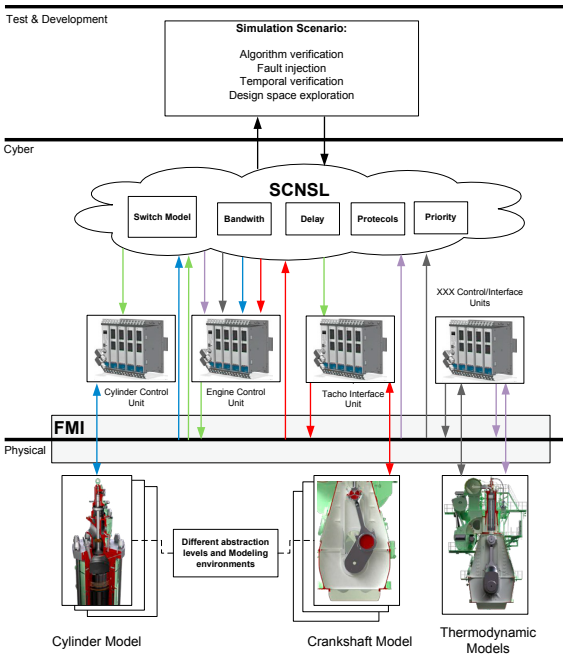 Test & Development
Simulation Scenario:
Algorithm verification
Fault injection
Temporal verification
Design space exploration
Cyber
SCNSL
Switch Model
Bandwith
Delay
Protecols
Priority
XXX Control/Interface
Units
Cylinder Control
Unit
Engine Control
Unit
Tacho Interface
Unit
FMI
Physical
Different abstraction
levels and Modeling
environments
Cylinder Model
Crankshaft Model
Thermodynamic
Models